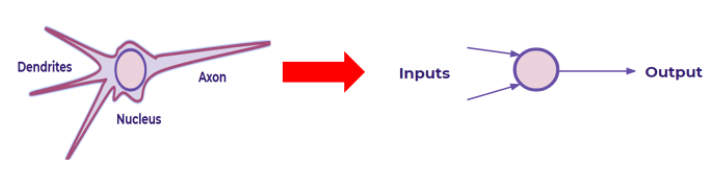 Dendrites
Axon
Nucleus
Inputs
Output